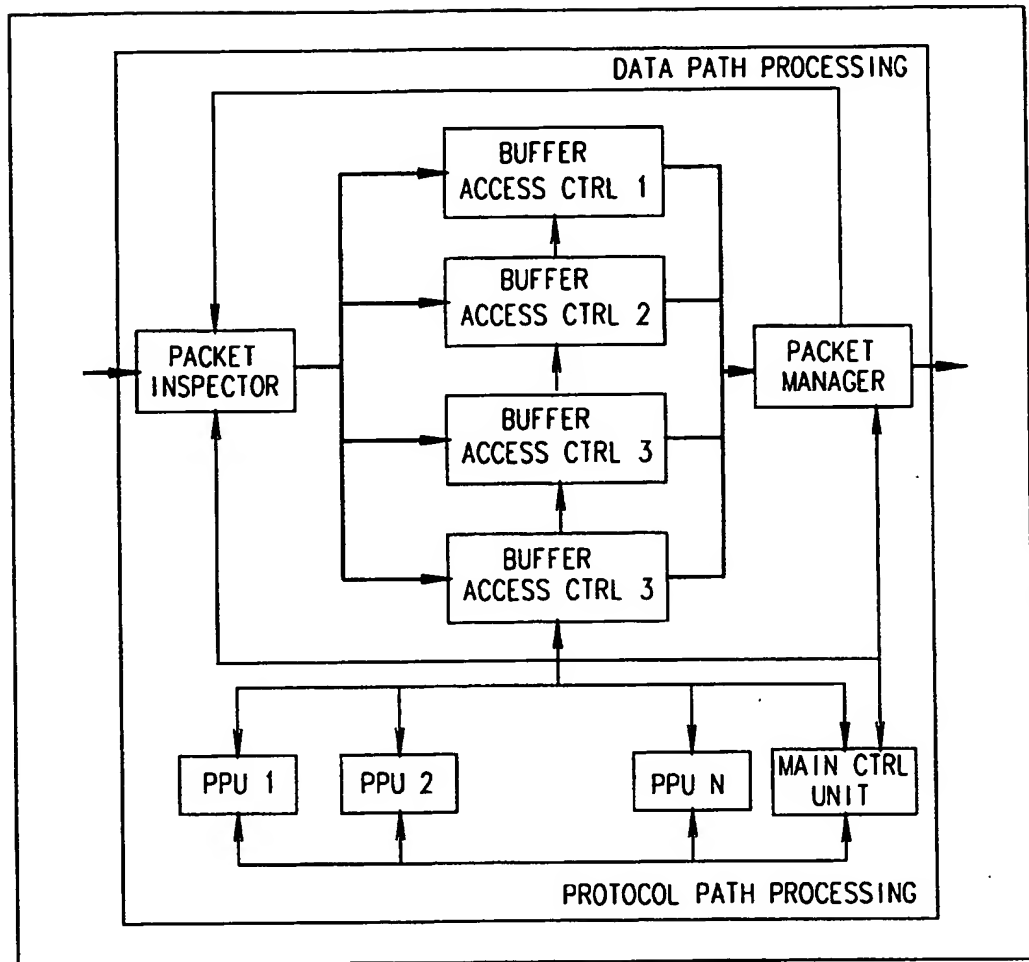 DATA PATH PROCESSING
BUFFER
ACCESS CTRL 1
BUFFER
ACCESS CTRL 2
PACKET
INSPECTOR
PACKET
MANAGER
BUFFER
ACCESS CTRL 3
BUFFER
ACCESS CTRL 3
PPU 1
PPU 2
PPU N
MAIN CTRL
UNIT
PROTOCOL PATH PROCESSING